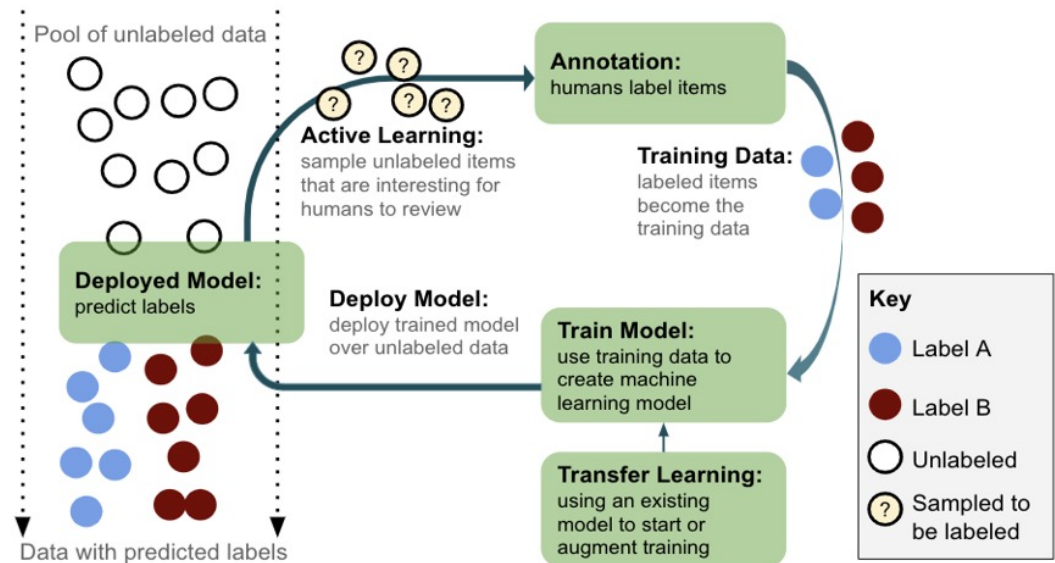 Pool of unlabeled data
?
?
?
?
?
Active Learning:
sample unlabeled items
that are interesting for
humans to review
Annotation:
humans label items
Training Data:
labeled items
become the
training data
Deployed Model:
predict labels
Deploy Model:
deploy trained model
over unlabeled data
Train Model:
use training data to
create machine
learning model
Transfer Learning:
using an existing
model to start or
augment training
Data with predicted labels
Key
Label A
Label B
Unlabeled
? Sampled to
be labeled